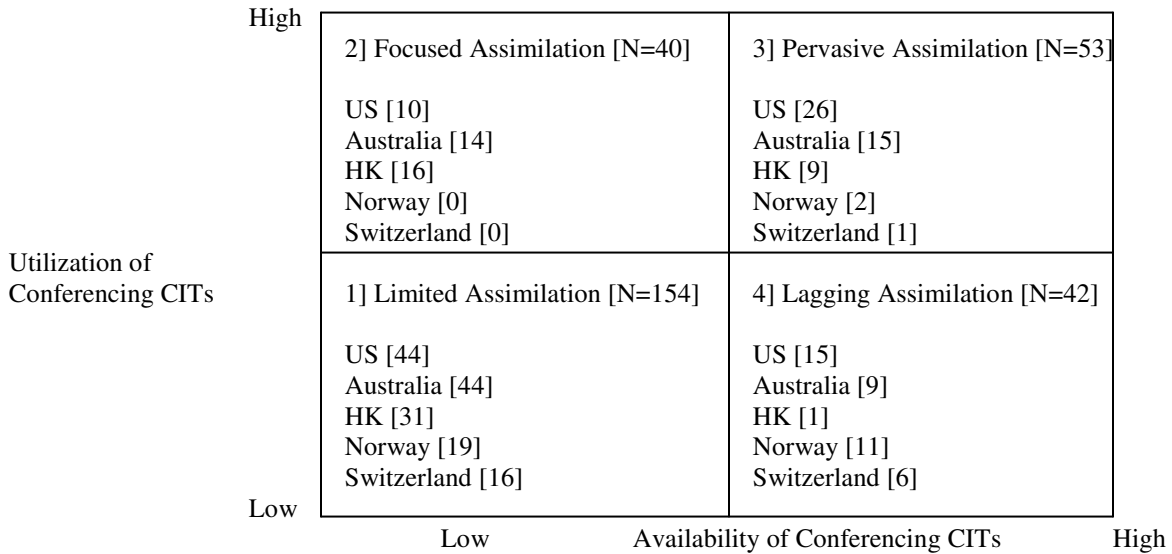 High
2] Focused Assimilation [N=40]
US [10]
Australia [14]
HK [16]
Norway [0]
Switzerland [0]
3] Pervasive Assimilation [N=53]
US [26]
Australia [15]
HK [9]
Norway [2]
Switzerland [1]
Utilization of
Conferencing CITs
1] Limited Assimilation [N=154]
US [44]
Australia [44]
HK [31]
Norway [19]
Switzerland [16]
4] Lagging Assimilation [N=42]
US [15]
Australia [9]
HK [1]
Norway [11]
Switzerland [6]
Low
Low Availability of Conferencing CITs High